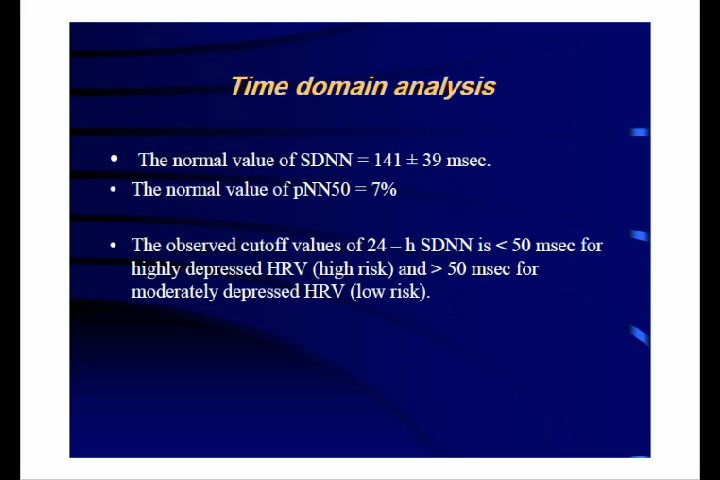 Time domain analysis
• The normal value of SDNN = 141 ± 39 msec.
• The normal value of pNN50 = 7%
• The observed cutoff values of 24 – h SDNN is < 50 msec for
highly depressed HRV (high risk) and > 50 msec for
moderately depressed HRV (low risk).